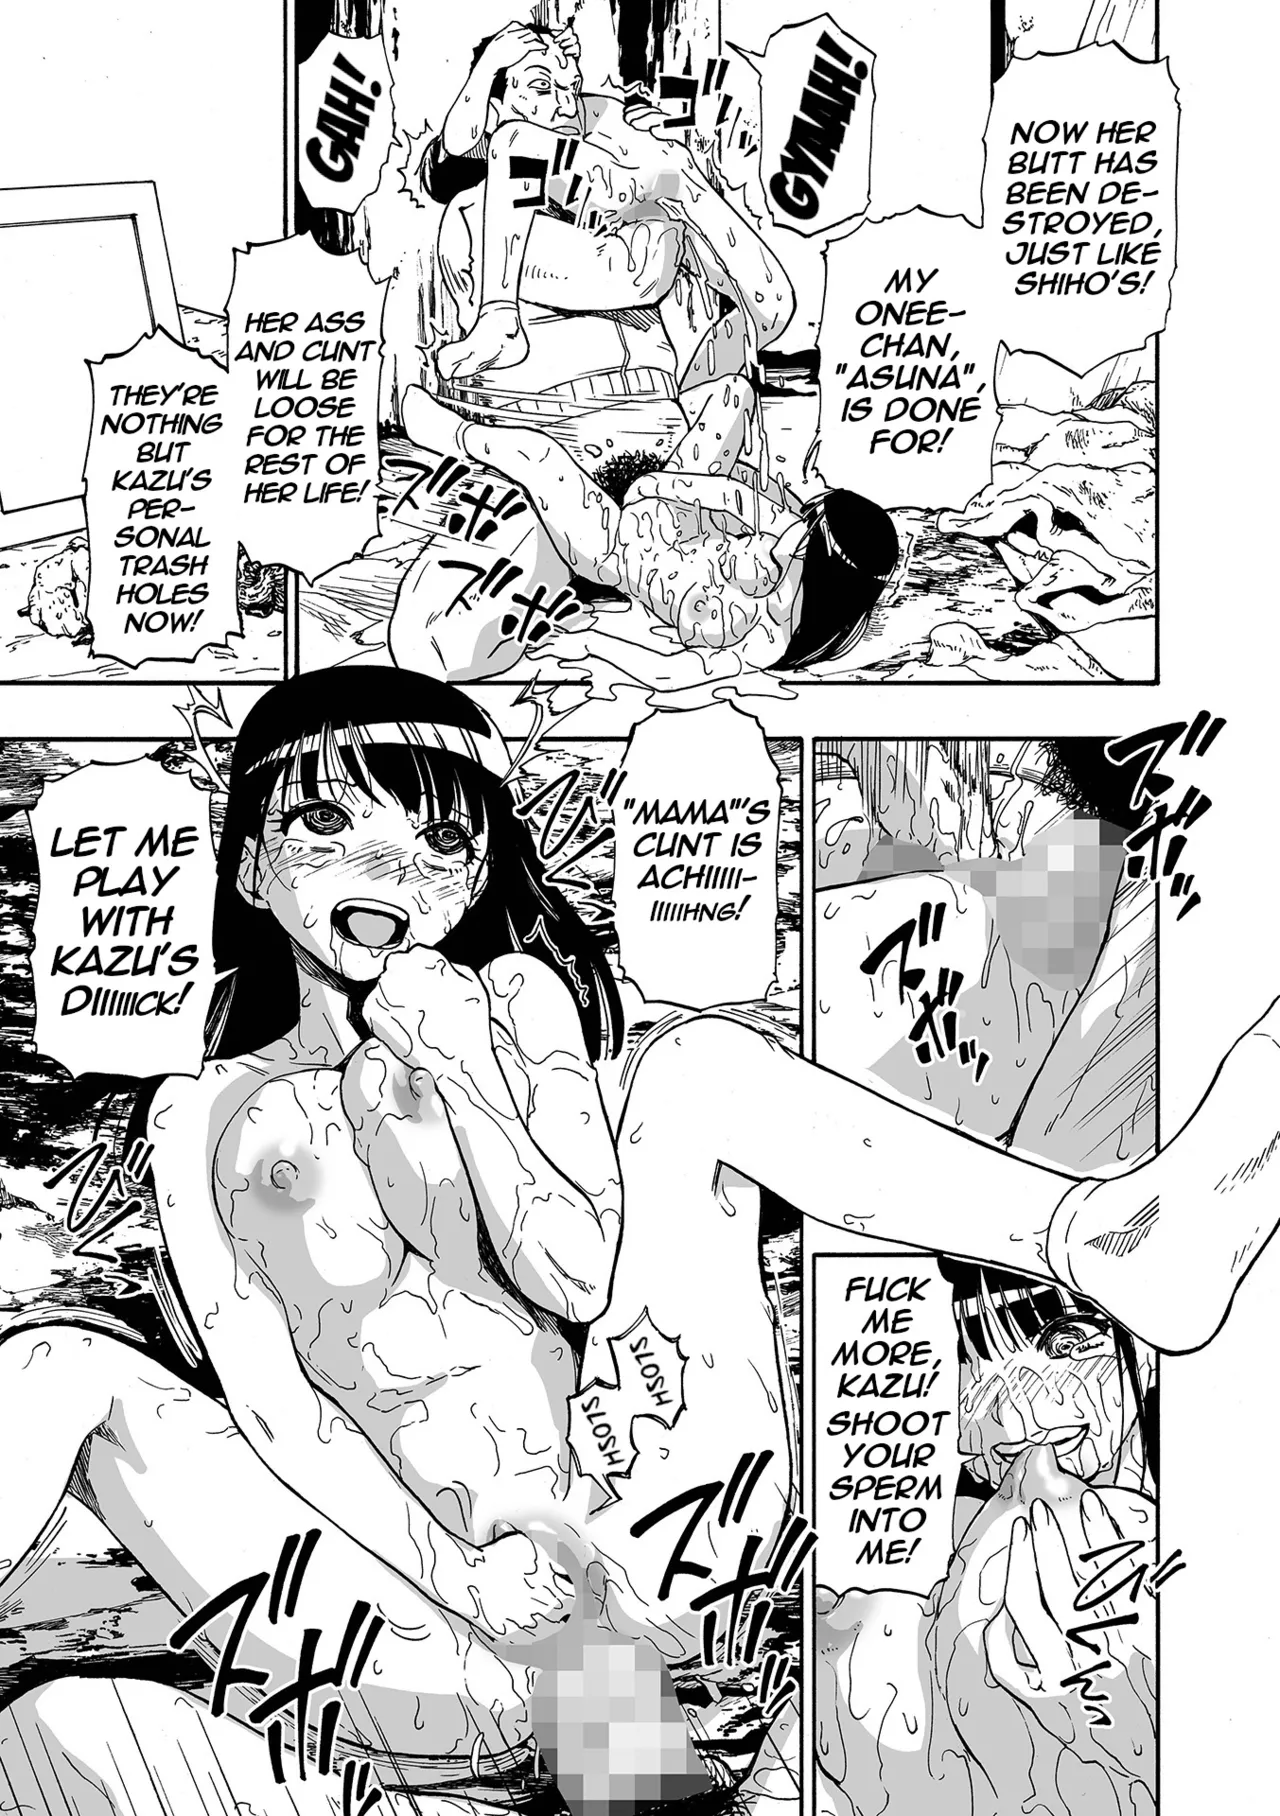 NOW HER
BUTT HAS
BEEN DE-
STROYED,
JUST LIKE
SHIHO'S!
MY
ONEE-
CHAN,
"ASUNA",
IS DONE
FOR!
GYAAH!
GAH!
HER ASS
AND CUNT
WILL BE
LOOSE
FOR THE
REST OF
HER LIFE!
THEY'RE
NOTHING
BUT
KAZU'S
PER-
SONAL
TRASH
HOLES
NOW!
"MAMA"'S
CUNT IS
ACHIIIIII-
IIIIIHNG!
LET ME
PLAY
WITH
KAZU'S
DIIIIIICK!
SLOSH
SLOSH
FUCK
ME
MORE,
KAZU!
SHOOT
YOUR
SPERM
INTO
ME!